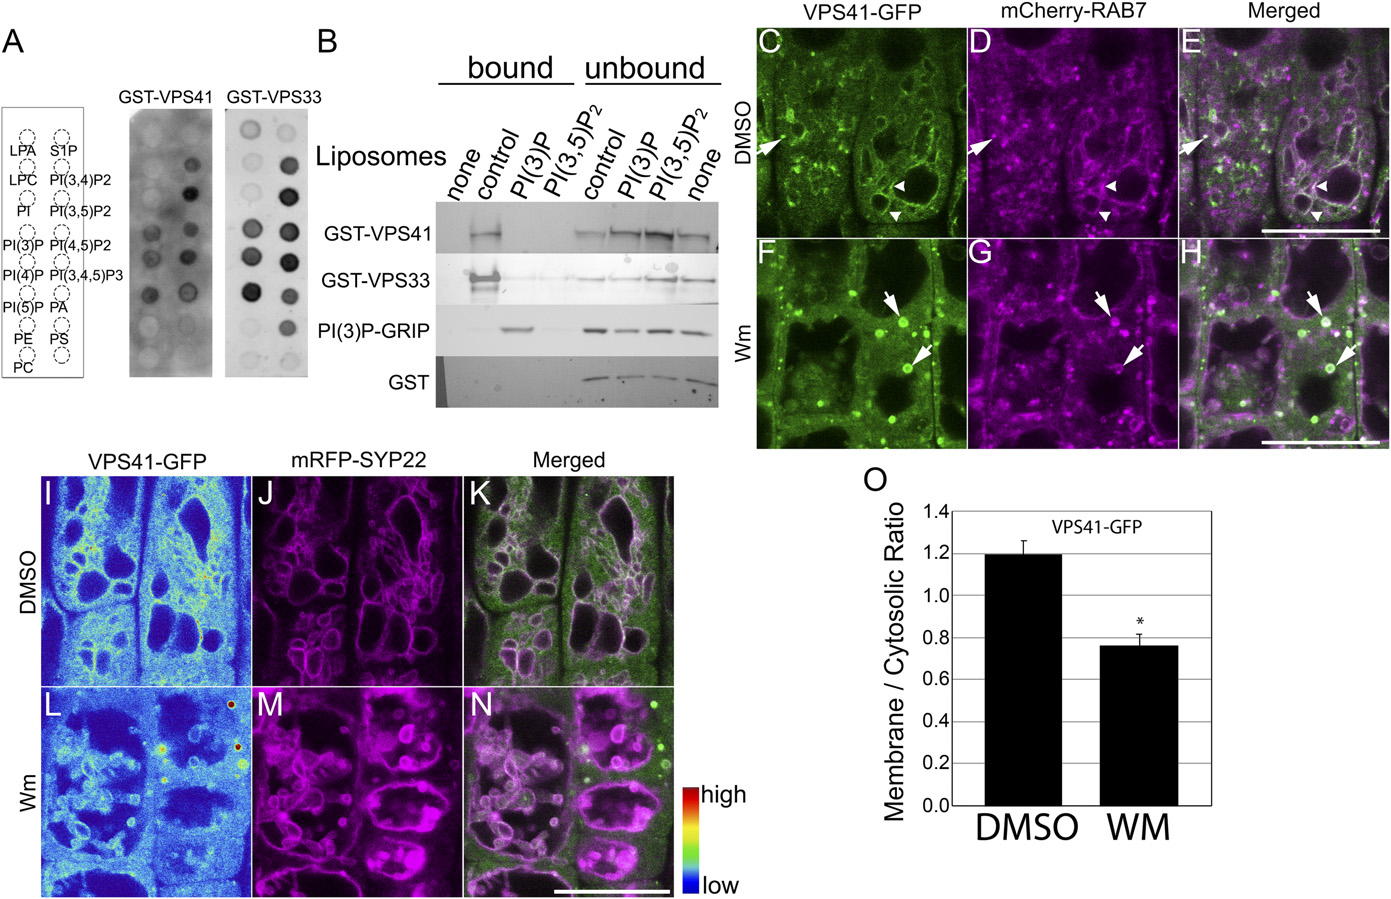 A
GST-VPS41
GST-VPS33
LPA S1P
LPC PI(3,4)P2
PI PI(3,5)P2
PI(3)P PI(4,5)P2
PI(4)P PI(3,4,5)P3
PI(5)P PA
PE PS
PC
B
bound unbound
Liposomes
none
control
PI(3)P
PI(3,5)P2
control
PI(3)P
PI(3,5)P2
none
GST-VPS41
GST-VPS33
PI(3)P-GRIP
GST
VPS41-GFP mCherry-RAB7 Merged
DMSO
C D E
Wm
F G H
VPS41-GFP mRFP-SYP22 Merged
DMSO
I J K
Wm
L M N
high
low
O
VPS41-GFP
Membrane / Cytosolic Ratio
1.4
1.2
1.0
0.8
0.6
0.4
0.2
0.0
*
DMSO WM